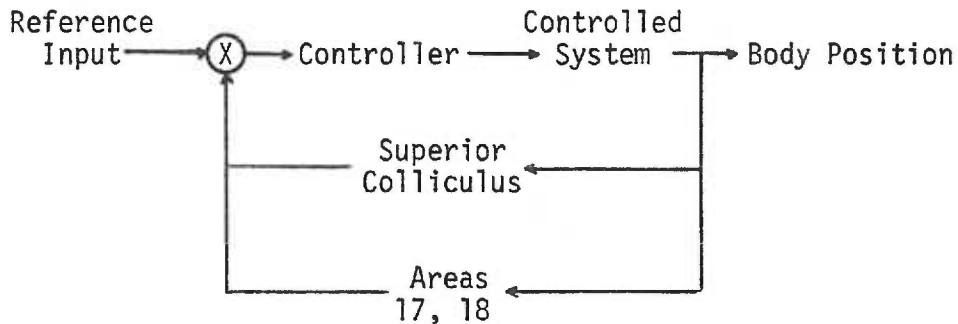 Reference
Input
X
Controller
Controlled
System
Body Position
Superior
Colliculus
Areas
17, 18